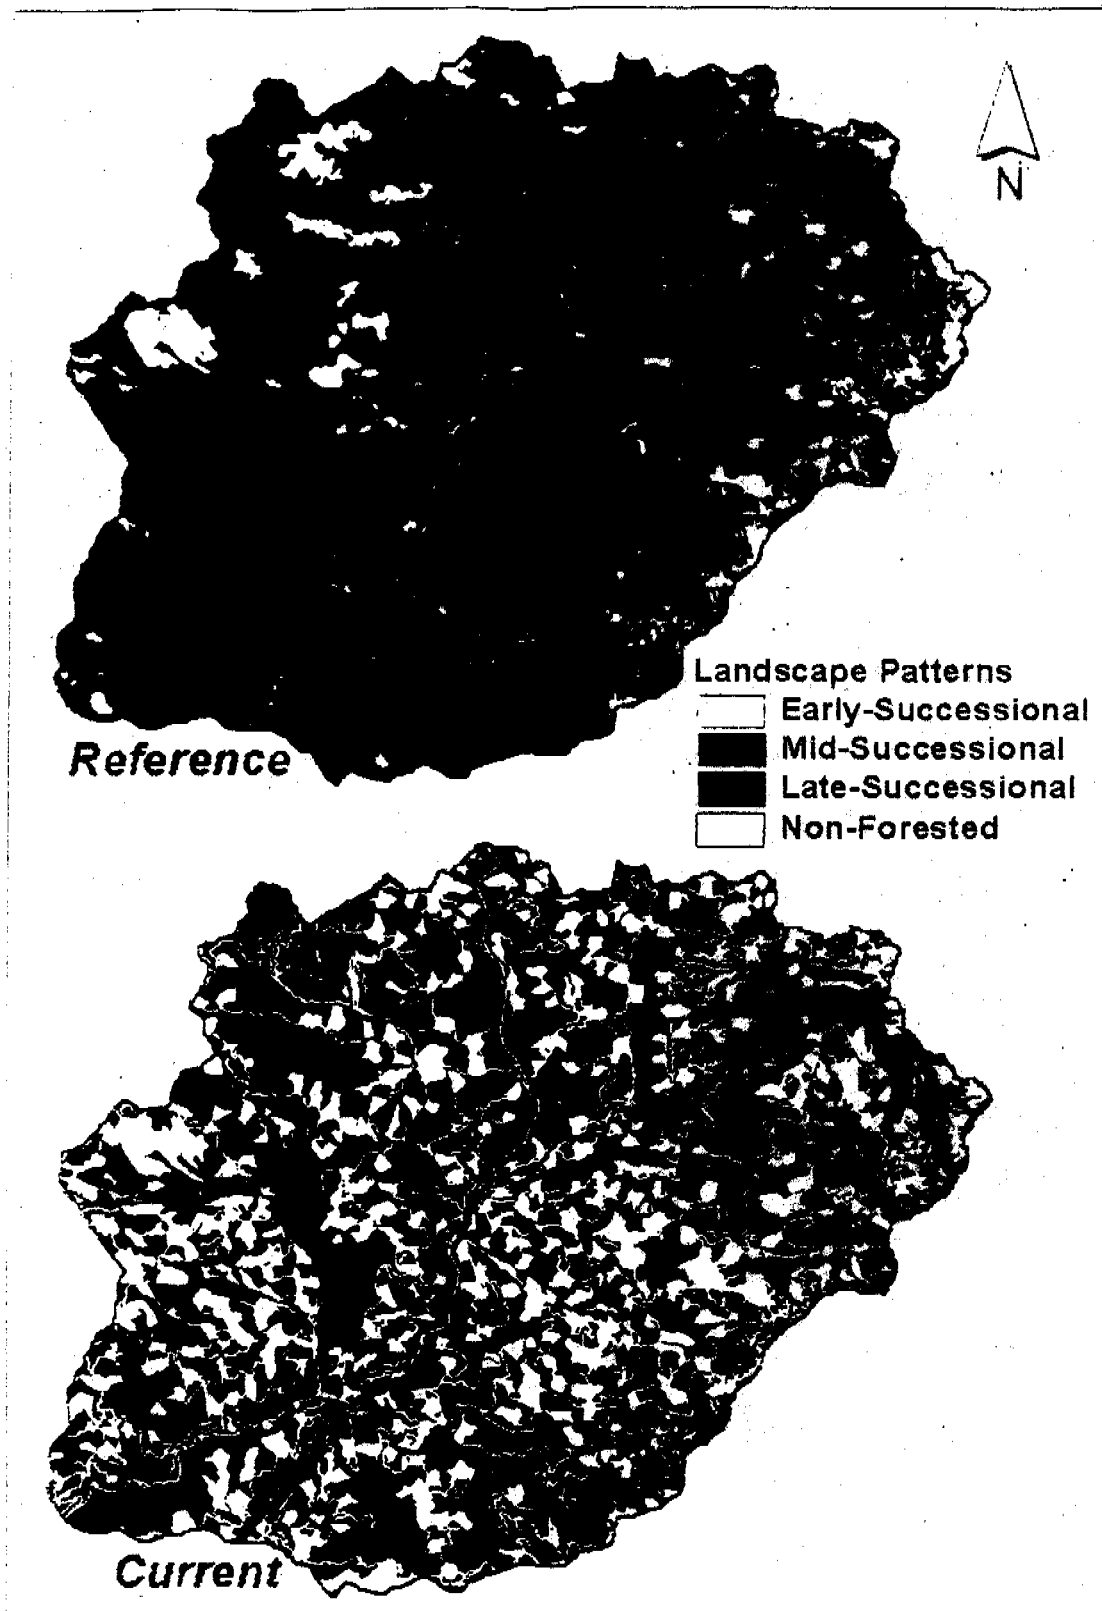 N
Landscape Patterns
Early-Successional
Mid-Successional
Late-Successional
Non-Forested
Reference
Current